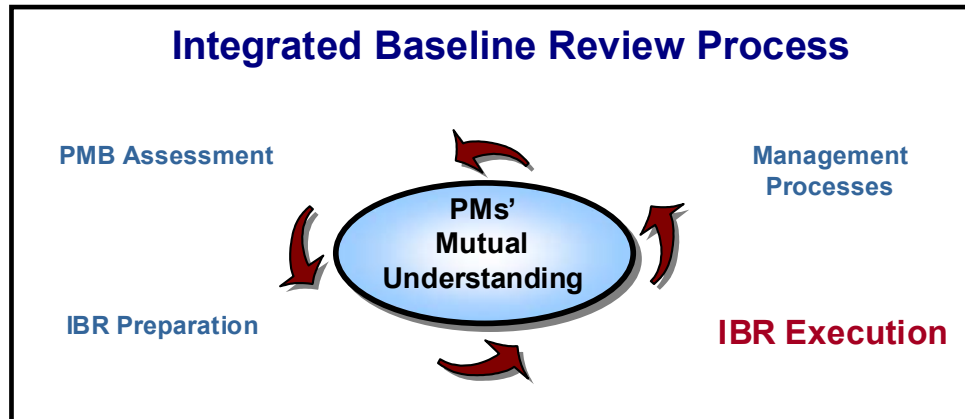 Integrated Baseline Review Process
PMB Assessment
Management
Processes
PMs’
Mutual
Understanding
IBR Preparation
IBR Execution